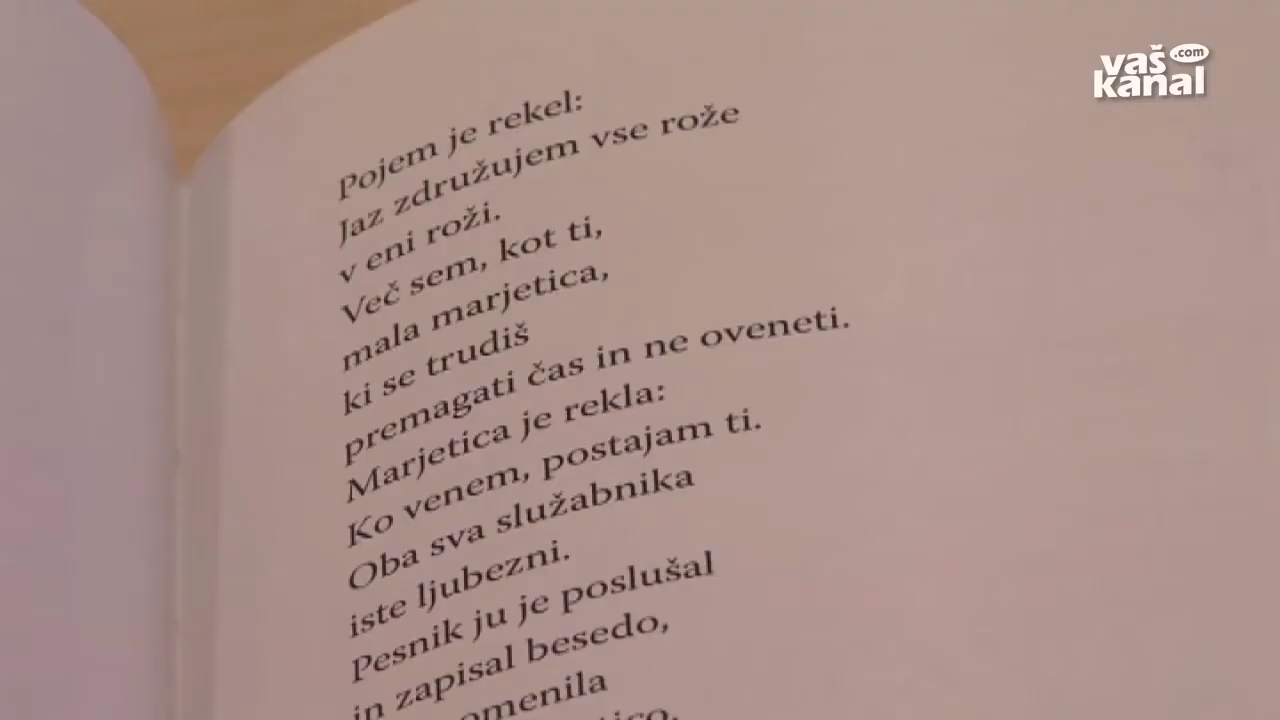 vaš
.com
kanal
Pojem je rekel:
Jaz združujem vse rože
v eni roži.
Več sem, kot ti,
mala marjetica,
ki se trudiš
premagati čas in ne oveneti.
Marjetica je rekla:
Ko venem, postajam ti.
Oba sva služabnika
iste ljubezni.
Pesnik ju je poslušal
in zapisal besedo,